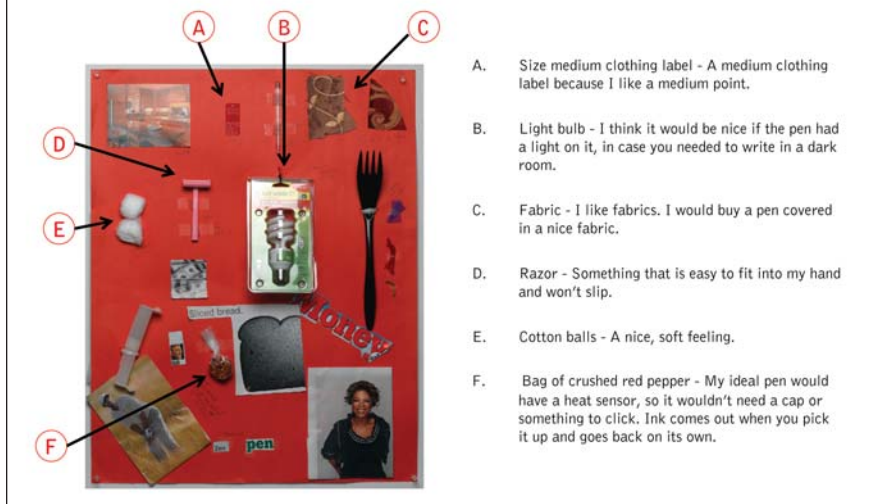 A
B
C
D
E
F
Sliced bread.
Money
pen
A. Size medium clothing label - A medium clothing
label because I like a medium point.
B. Light bulb - I think it would be nice if the pen had
a light on it, in case you needed to write in a dark
room.
C. Fabric - I like fabrics. I would buy a pen covered
in a nice fabric.
D. Razor - Something that is easy to fit into my hand
and won't slip.
E. Cotton balls - A nice, soft feeling.
F. Bag of crushed red pepper - My ideal pen would
have a heat sensor, so it wouldn't need a cap or
something to click. Ink comes out when you pick
it up and goes back on its own.